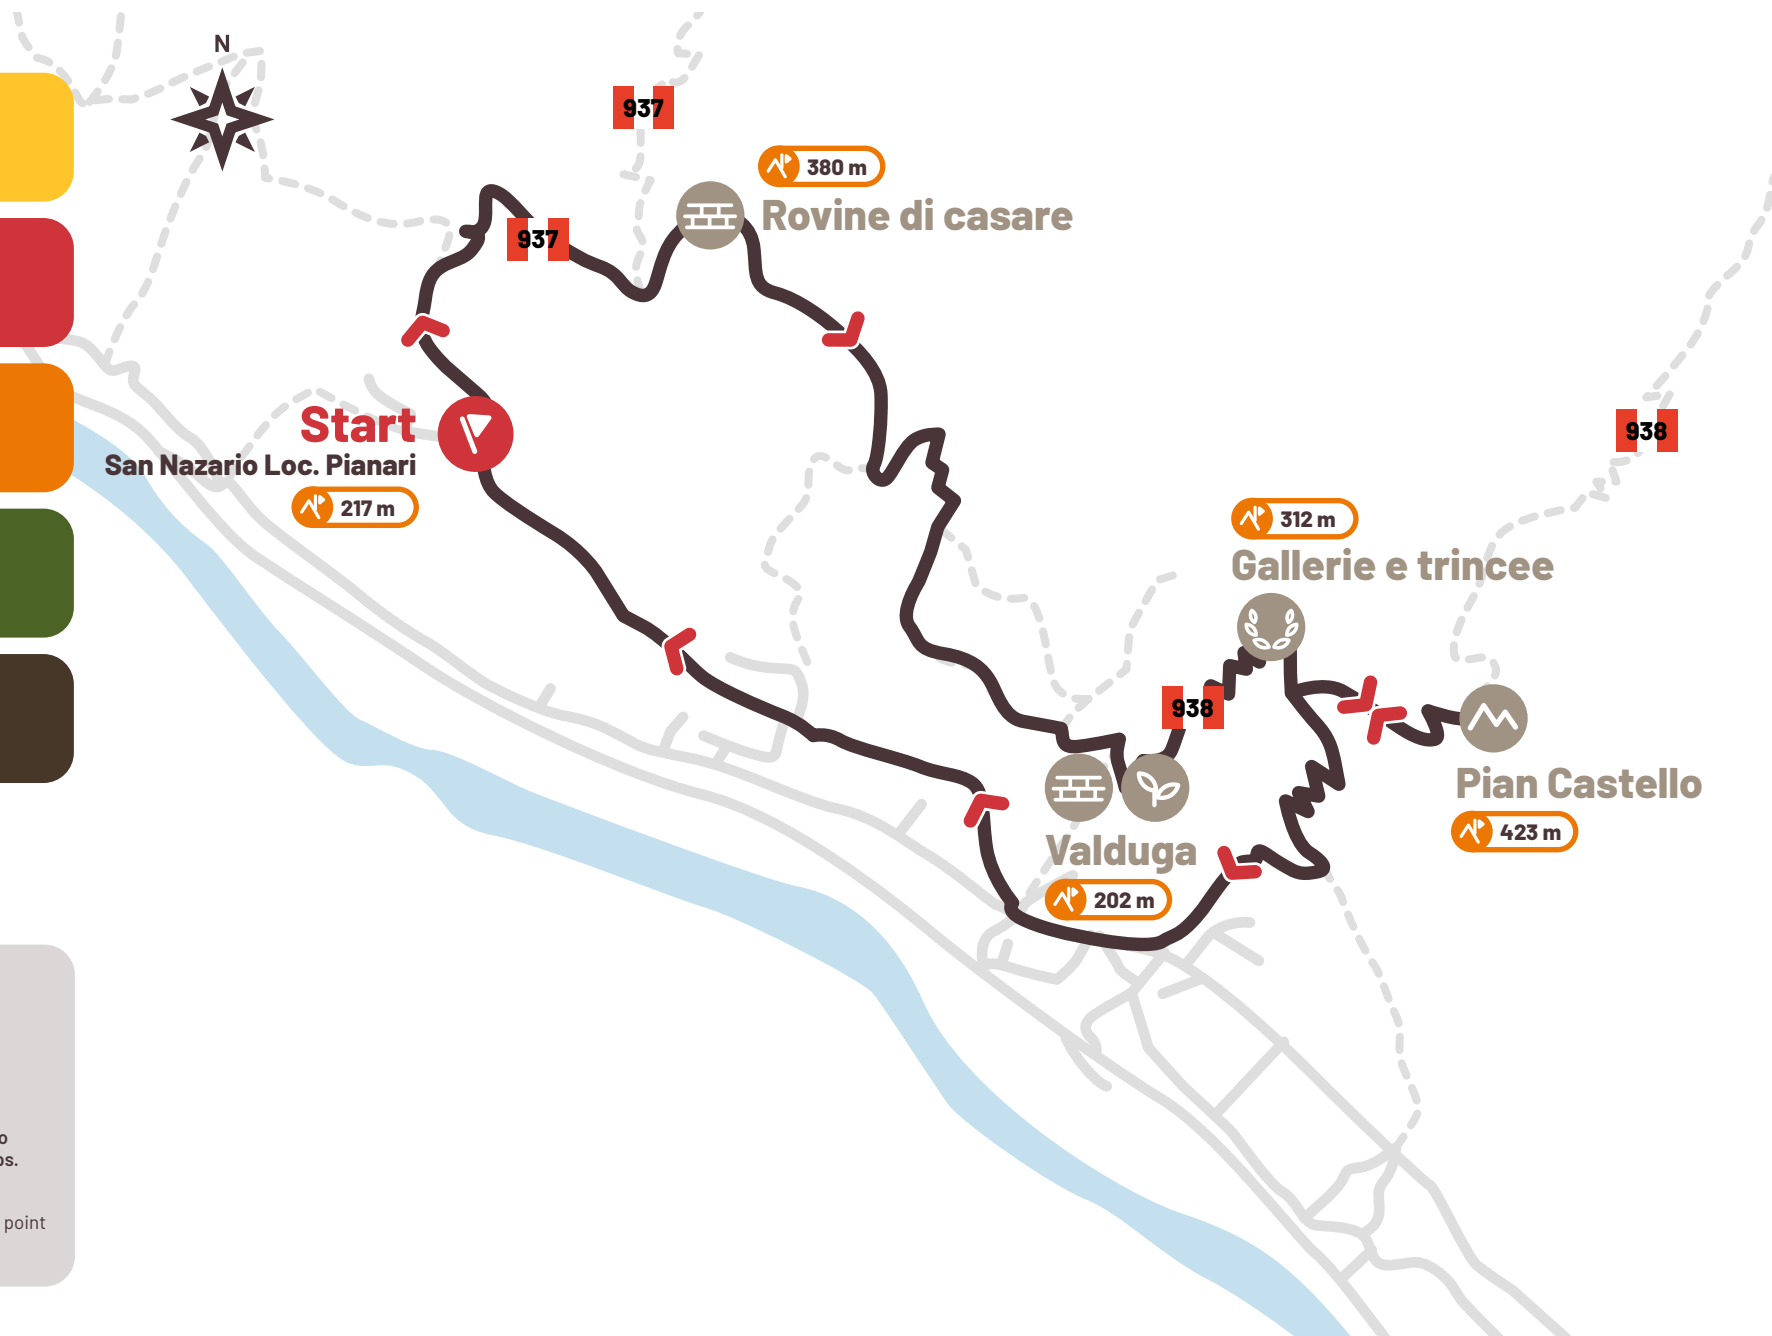 N
937
380 m
Rovine di casare
937
Start
San Nazario Loc. Pianari
217 m
938
312 m
Gallerie e trincee
938
Pian Castello
423 m
Valduga
202 m
o
os.
point